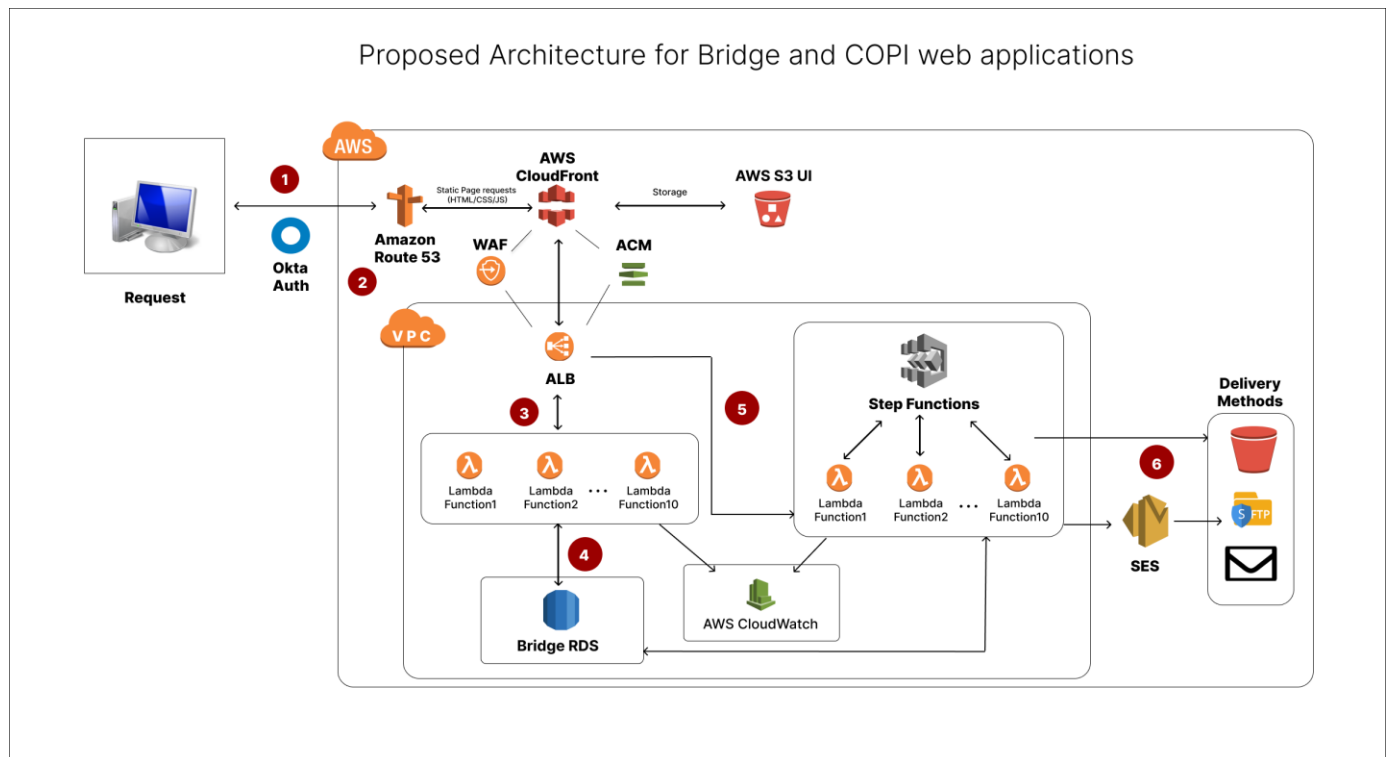 Proposed Architecture for Bridge and COPI web applications
AWS
1
Okta
Auth
Request
2
Amazon
Route 53
Static Page requests
(HTML/CSS/JS)
AWS
CloudFront
Storage
AWS S3 UI
WAF
ACM
VPC
ALB
3
5
Step Functions
Lambda
Function1
Lambda
Function2
...
Lambda
Function10
Lambda
Function1
Lambda
Function2
...
Lambda
Function10
4
Bridge RDS
AWS CloudWatch
6
SES
Delivery
Methods
S FTP